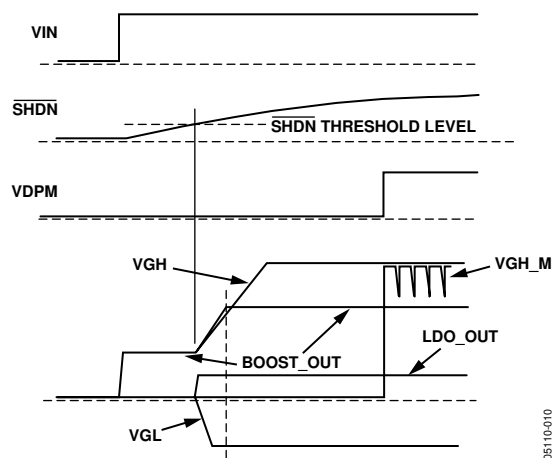 VIN
SHDN
SHDN THRESHOLD LEVEL
VDPM
VGH
VGH_M
BOOST_OUT
LDO_OUT
VGL
05110-010